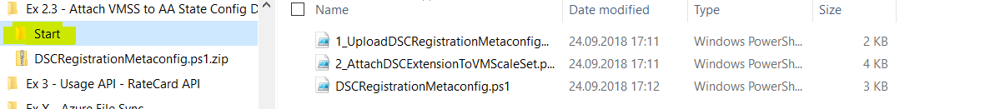 Ex 2.3 - Attach VMSS to AA State Config D
Start
DSCRegistrationMetaconfig.ps1.zip
Ex 3 - Usage API - RateCard API
Ex Y - Azure File Sync
Name Date modified Type Size
1_UploadDSCRegistrationMetaconfig... 24.09.2018 17:11 Windows PowerSh... 2 KB
2_AttachDSCExtensionToVMScaleSet.p... 24.09.2018 17:11 Windows PowerSh... 4 KB
DSCRegistrationMetaconfig.ps1 24.09.2018 17:12 Windows PowerSh... 3 KB